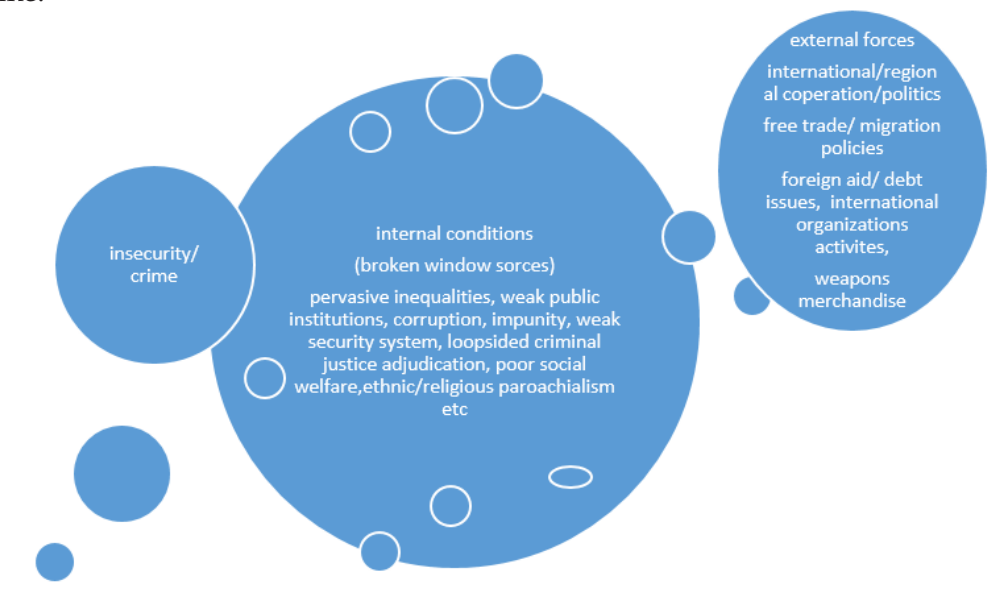 external forces
international/region
al coperation/politics
free trade/ migration
policies
foreign aid/ debt
issues,  international
organizations
activites,
weapons
merchandise
insecurity/
crime
internal conditions
(broken window sorces)
pervasive inequalities, weak public
institutions, corruption, impunity, weak
security system, loopsided criminal
justice adjudication, poor social
welfare,ethnic/religious paroachialism
etc